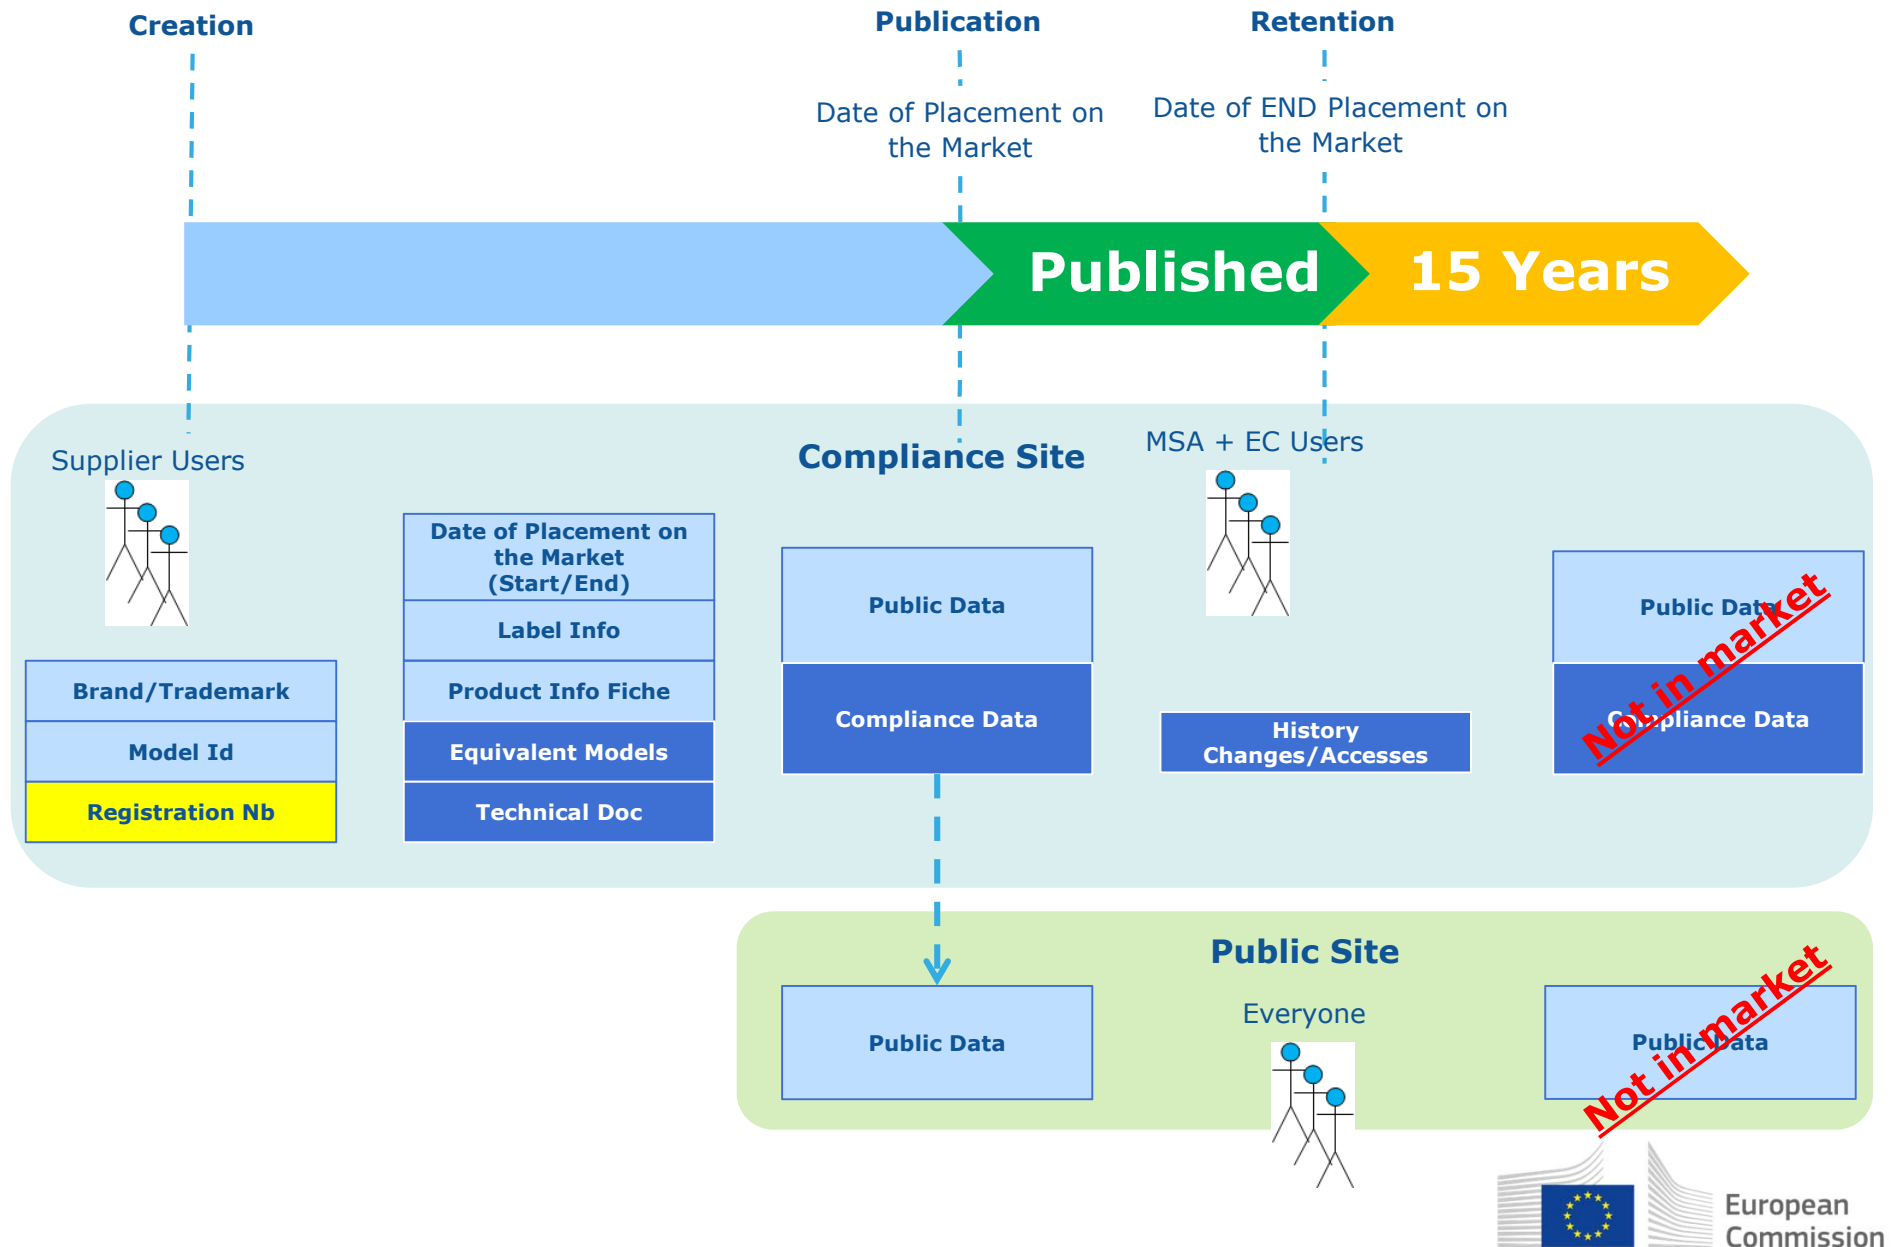 Creation
Publication
Retention
Date of Placement on
the Market
Date of END Placement on
the Market
Published
15 Years
Supplier Users
Compliance Site
MSA + EC Users
Brand/Trademark
Model Id
Registration Nb
Date of Placement on
the Market
(Start/End)
Label Info
Product Info Fiche
Equivalent Models
Technical Doc
Public Data
Compliance Data
History
Changes/Accesses
Public Data
Compliance Data
Not in market
Public Site
Public Data
Everyone
Public Data
Not in market
European
Commission